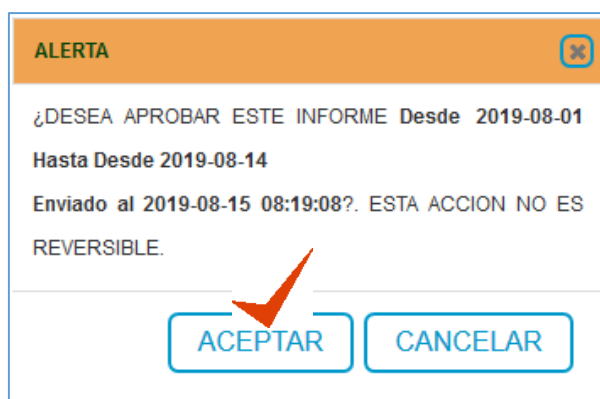 ALERTA
¿DESEA APROBAR ESTE INFORME Desde 2019-08-01
Hasta Desde 2019-08-14
Enviado al 2019-08-15 08:19:08?. ESTA ACCION NO ES
REVERSIBLE.
ACEPTAR CANCELAR